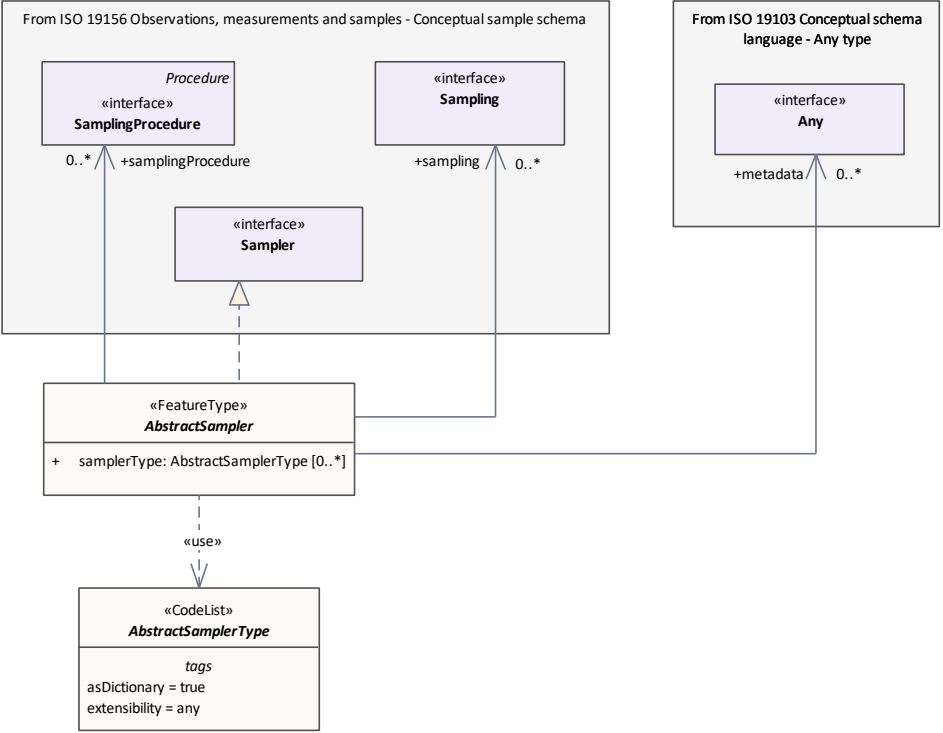 From ISO 19156 Observations, measurements and samples - Conceptual sample schema
Procedure
«interface»
SamplingProcedure
0..*
+samplingProcedure
«interface»
Sampling
+sampling
0..*
«interface»
Sampler
From ISO 19103 Conceptual schema
language - Any type
«interface»
Any
+metadata
0..*
«FeatureType»
AbstractSampler
+ samplerType: AbstractSamplerType [0..*]
«use»
«CodeList»
AbstractSamplerType
tags
asDictionary = true
extensibility = any